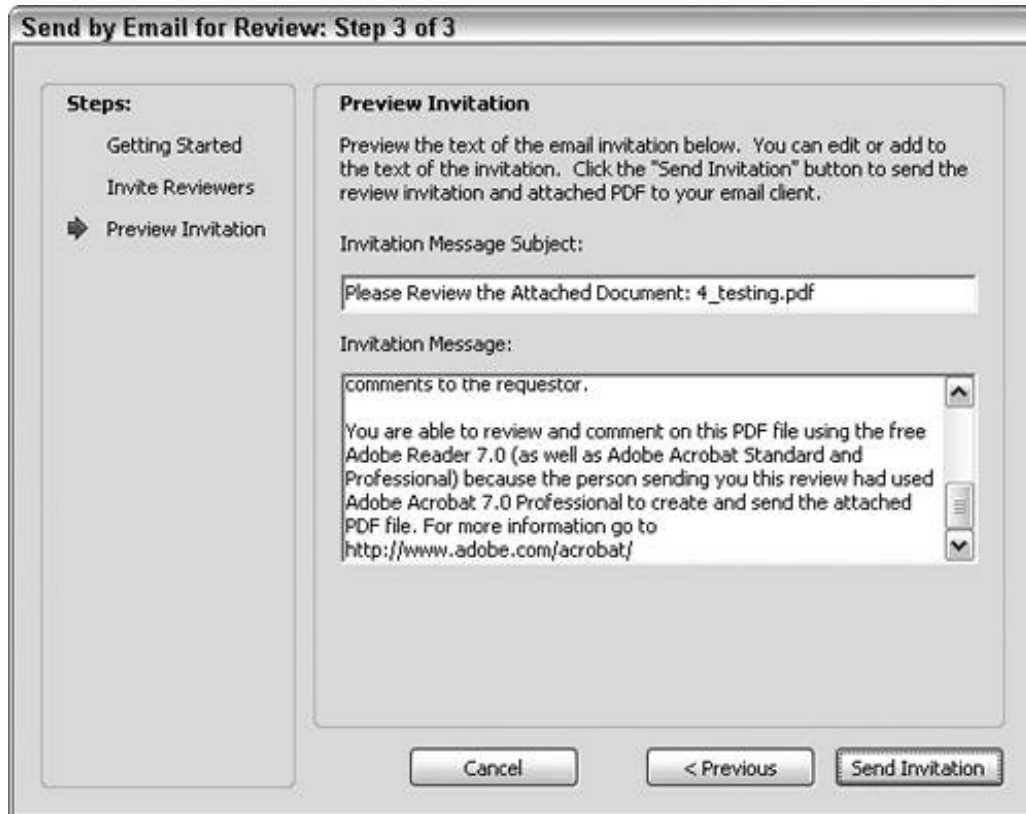 Send by Email for Review: Step 3 of 3
Steps:
Getting Started
Invite Reviewers
Preview Invitation
Preview Invitation
Preview the text of the email invitation below. You can edit or add to
the text of the invitation. Click the "Send Invitation" button to send the
review invitation and attached PDF to your email client.
Invitation Message Subject:
Please Review the Attached Document: 4_testing.pdf
Invitation Message:
comments to the requestor.
You are able to review and comment on this PDF file using the free
Adobe Reader 7.0 (as well as Adobe Acrobat Standard and
Professional) because the person sending you this review had used
Adobe Acrobat 7.0 Professional to create and send the attached
PDF file. For more information go to
http://www.adobe.com/acrobat/
Cancel
< Previous
Send Invitation